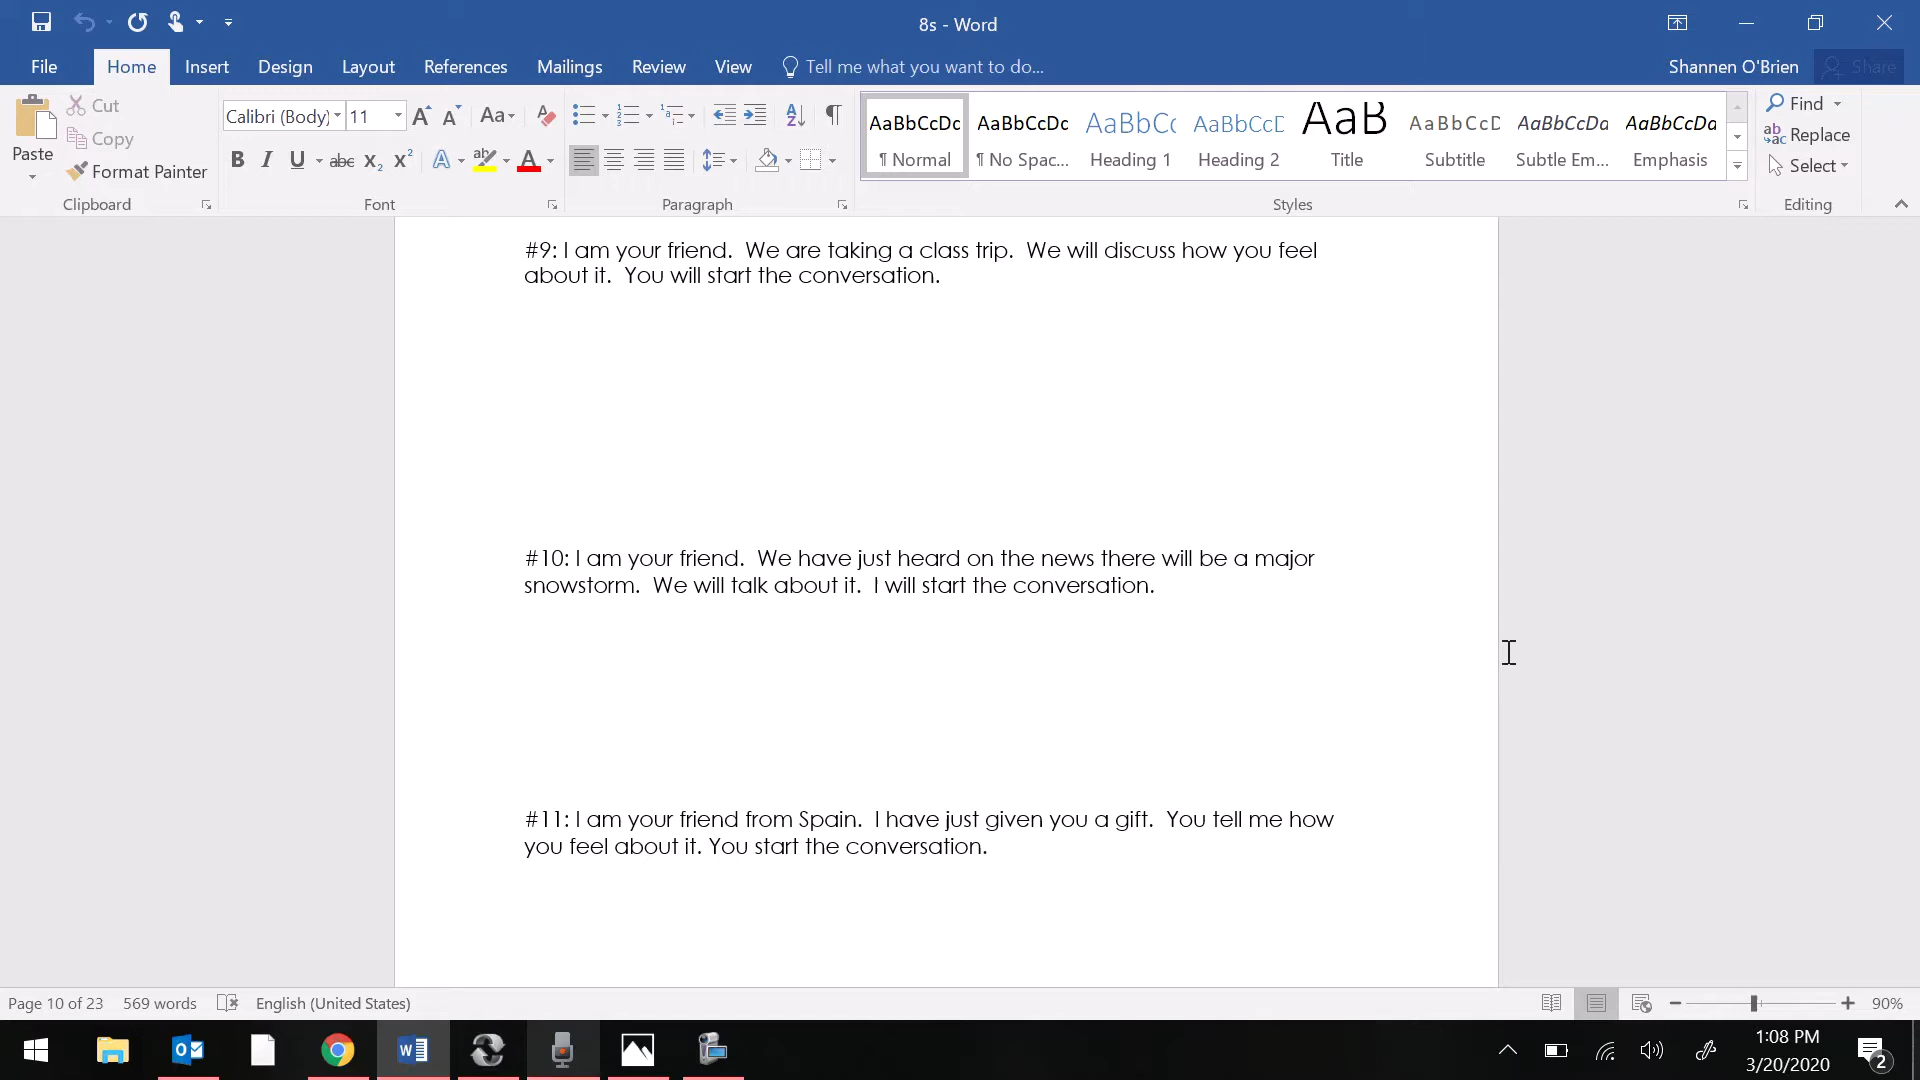 8s - Word
File Home Insert Design Layout References Mailings Review View Tell me what you want to do... Shannen O'Brien Share
Paste Cut Copy Format Painter Clipboard
Calibri (Body) 11 Font
Paragraph
AaBbCcDc AaBbCcDc AaBbCc AaBbCcD AaB AaBbCcD AaBbCcDd AaBbCcDd
¶ Normal ¶ No Spac... Heading 1 Heading 2 Title Subtitle Subtle Em... Emphasis
Styles
Find Replace Select Editing
#9: I am your friend.  We are taking a class trip.  We will discuss how you feel
about it.  You will start the conversation.
#10: I am your friend.  We have just heard on the news there will be a major
snowstorm.  We will talk about it.  I will start the conversation.
#11: I am your friend from Spain.  I have just given you a gift.  You tell me how
you feel about it. You start the conversation.
Page 10 of 23 569 words English (United States) 90%
1:08 PM
3/20/2020
2